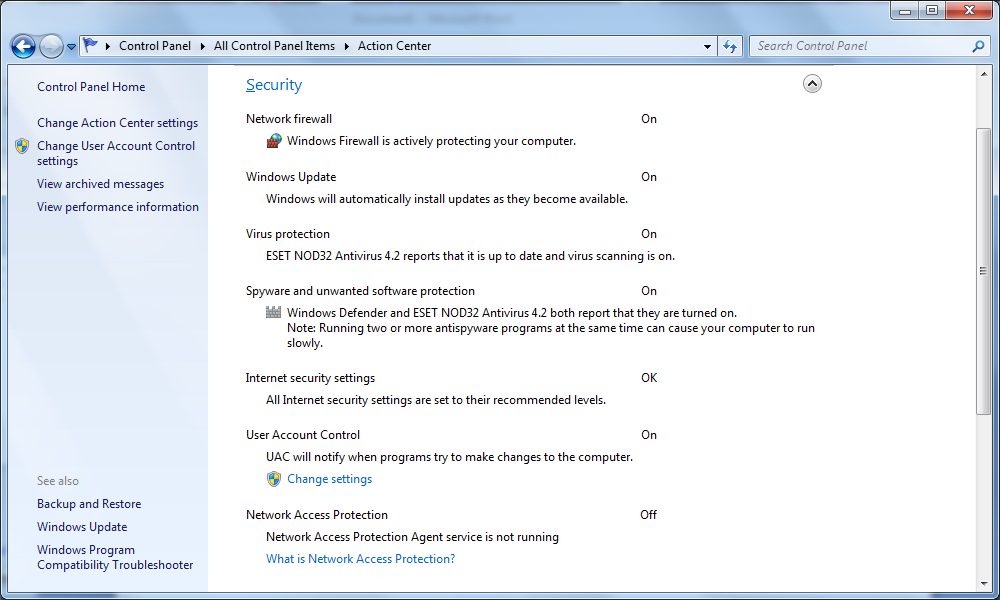 Control Panel
All Control Panel Items
Action Center
Search Control Panel
Control Panel Home
Change Action Center settings
Change User Account Control
settings
View archived messages
View performance information
See also
Backup and Restore
Windows Update
Windows Program
Compatibility Troubleshooter
Security
Network firewall On
Windows Firewall is actively protecting your computer.
Windows Update On
Windows will automatically install updates as they become available.
Virus protection On
ESET NOD32 Antivirus 4.2 reports that it is up to date and virus scanning is on.
Spyware and unwanted software protection On
Windows Defender and ESET NOD32 Antivirus 4.2 both report that they are turned on.
Note: Running two or more antispyware programs at the same time can cause your computer to run
slowly.
Internet security settings OK
All Internet security settings are set to their recommended levels.
User Account Control On
UAC will notify when programs try to make changes to the computer.
Change settings
Network Access Protection Off
Network Access Protection Agent service is not running
What is Network Access Protection?